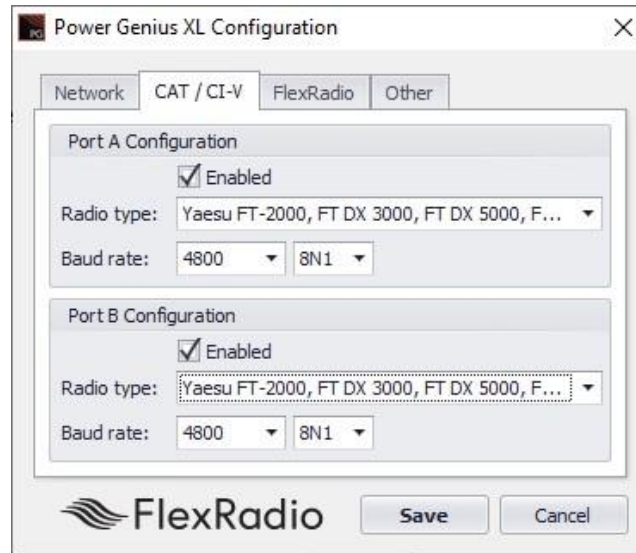 Power Genius XL Configuration
PG
Network CAT / CI-V FlexRadio Other
Port A Configuration
Enabled
Radio type: Yaesu FT-2000, FT DX 3000, FT DX 5000, F...
Baud rate: 4800 8N1
Port B Configuration
Enabled
Radio type: Yaesu FT-2000, FT DX 3000, FT DX 5000, F...
Baud rate: 4800 8N1
FlexRadio Save Cancel